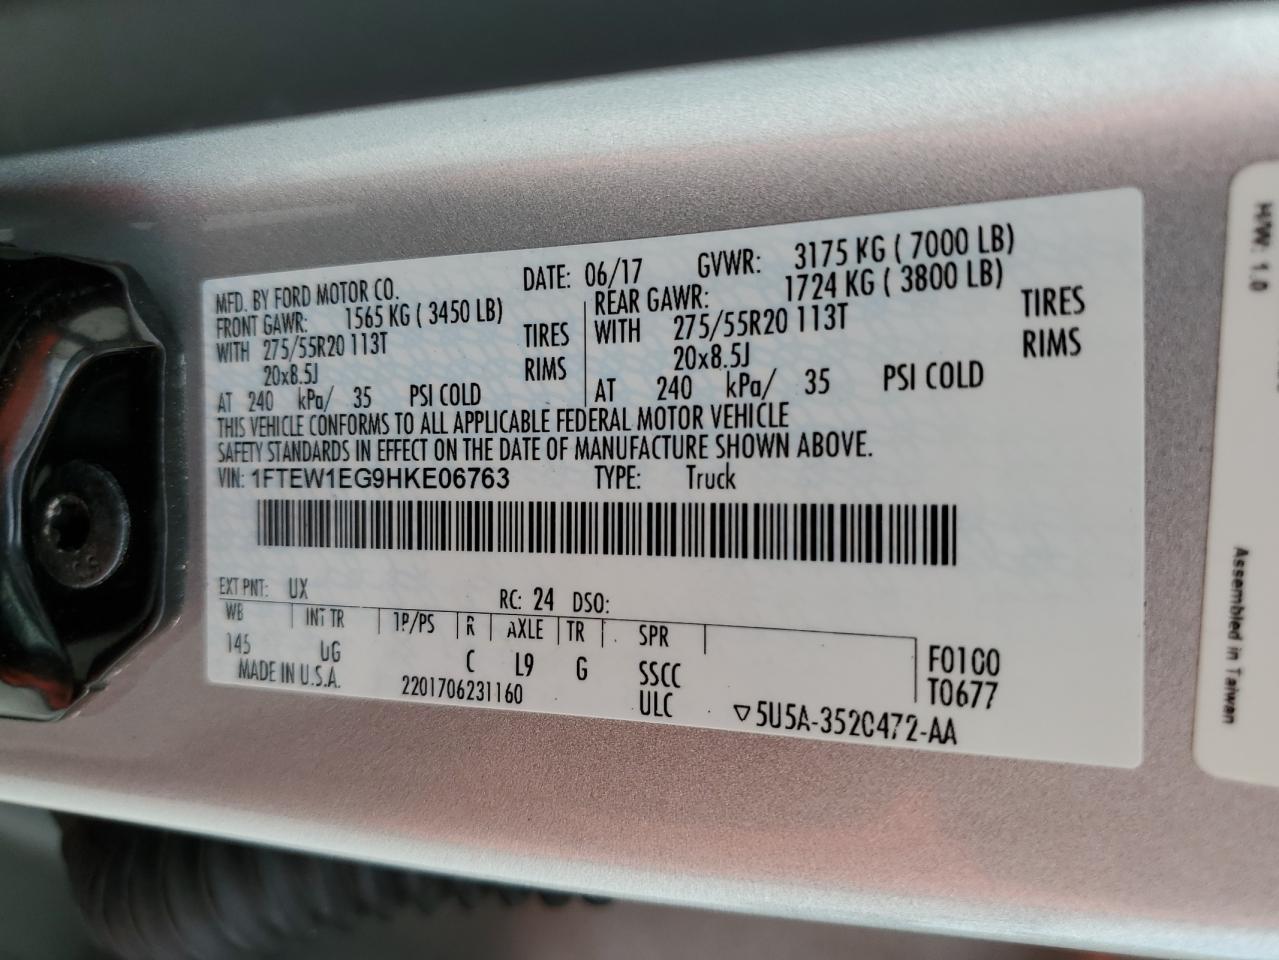 MFD. BY FORD MOTOR CO. DATE: 06/17 GVWR: 3175 KG ( 7000 LB)
FRONT GAWR: 1565 KG ( 3450 LB) REAR GAWR: 1724 KG ( 3800 LB)
WITH 275/55R20 113T TIRES WITH 275/55R20 113T TIRES
20x8.5J RIMS 20x8.5J RIMS
AT 240 kPa/ 35 PSI COLD AT 240 kPa/ 35 PSI COLD
THIS VEHICLE CONFORMS TO ALL APPLICABLE FEDERAL MOTOR VEHICLE
SAFETY STANDARDS IN EFFECT ON THE DATE OF MANUFACTURE SHOWN ABOVE.
VIN: 1FTEW1EG9HKE06763 TYPE: Truck
EXT PNT: UX RC: 24 DSO:
WB INT TR TP/PS R AXLE TR SPR
145 UG C L9 G SSCC F0100
MADE IN U.S.A. 2201706231160 ULC T0677
▽5U5A-3520472-AA
H/W: 1.0
Assembled in Taiwan